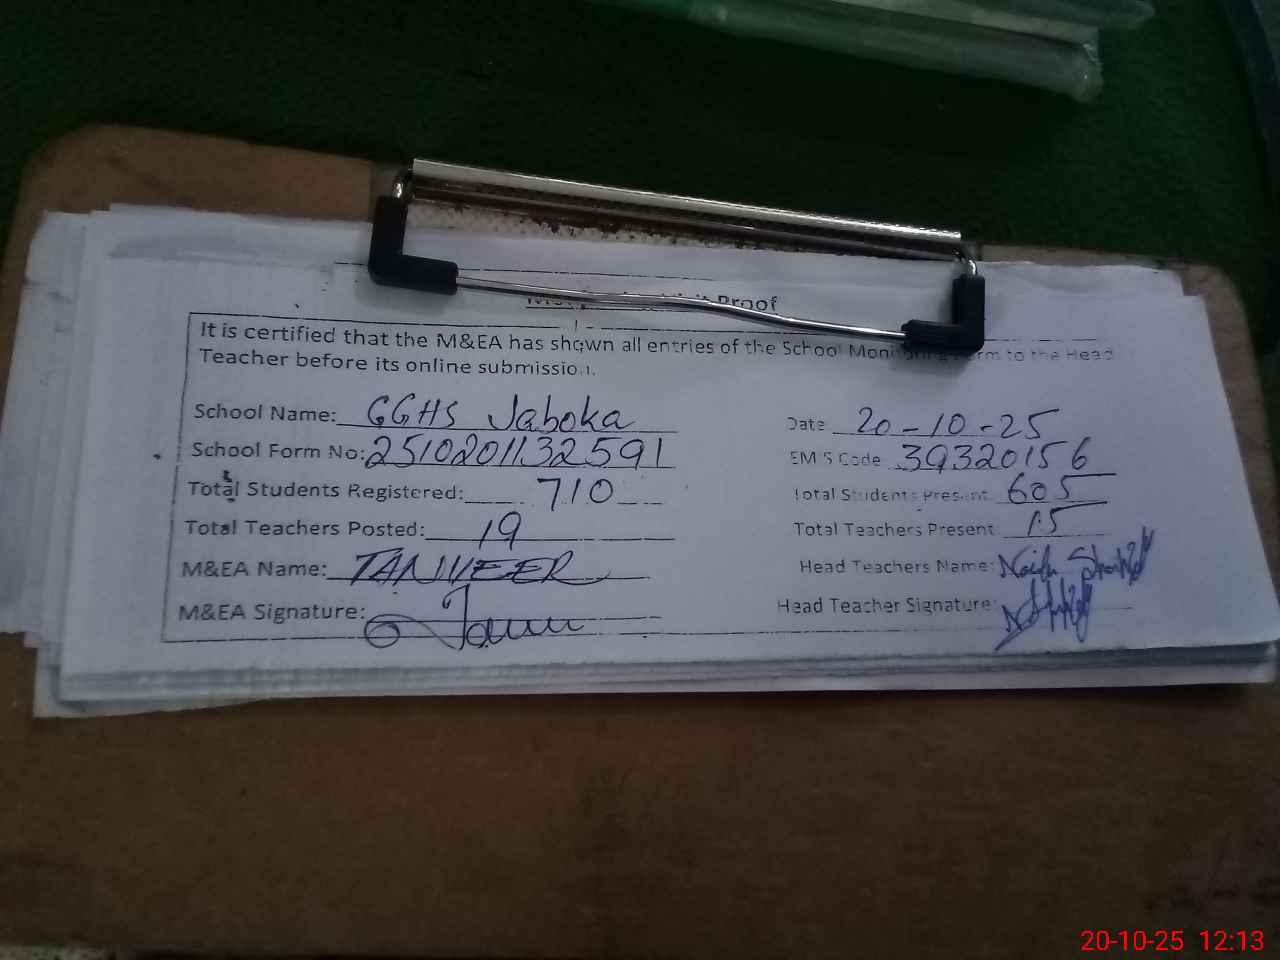 Visit Proof
It is certified that the M&EA has shown all entries of the School Monitoring Form to the Head
Teacher before its online submission.
School Name: GGHS Jaboka Date 20-10-25
School Form No: 2510201132591 EMIS Code 39320156
Total Students Registered: 710 Total Students Present 605
Total Teachers Posted: 19 Total Teachers Present: 15
M&EA Name: TANVEER Head Teachers Name:
M&EA Signature: Head Teacher Signature:
20-10-25 12:13